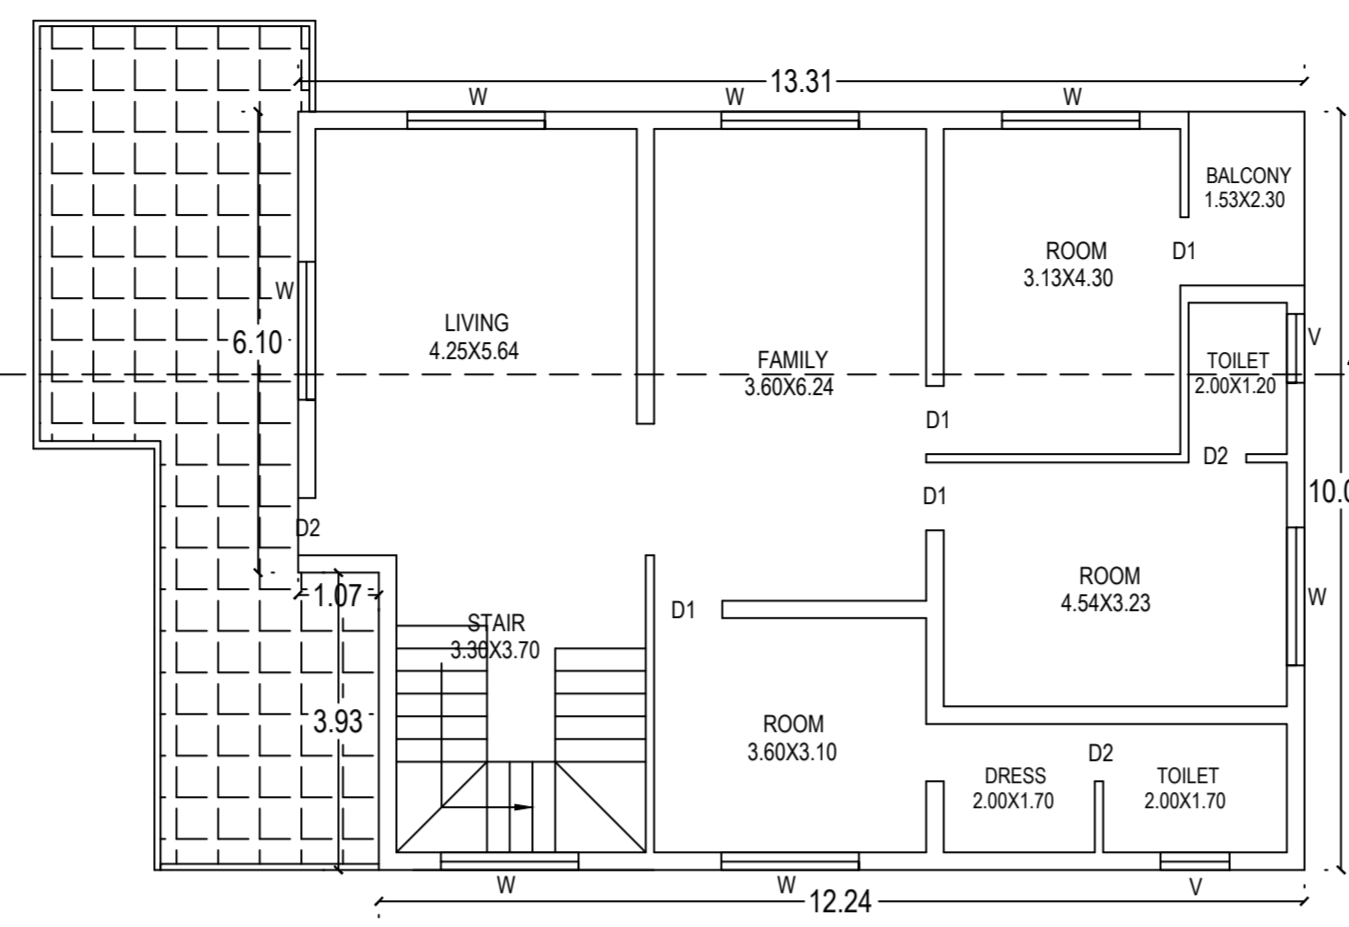 13.31
W
W
W
BALCONY
1.53X2.30
ROOM
3.13X4.30
D1
W
6.10
LIVING
4.25X5.64
FAMILY
3.60X6.24
TOILET
2.00X1.20
V
D1
D2
D1
10.0
D2
1.07
STAIR
3.30X3.70
D1
ROOM
4.54X3.23
W
3.93
ROOM
3.60X3.10
D2
DRESS
2.00X1.70
TOILET
2.00X1.70
W
W
V
12.24